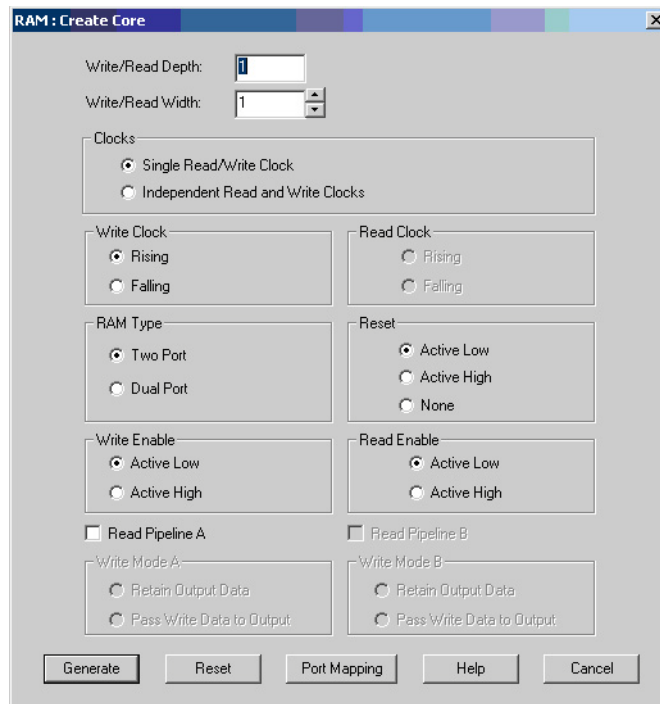 RAM : Create Core
Write/Read Depth: 1
Write/Read Width: 1
Clocks
Single Read/Write Clock
Independent Read and Write Clocks
Write Clock
Rising
Falling
Read Clock
Rising
Falling
RAM Type
Two Port
Dual Port
Reset
Active Low
Active High
None
Write Enable
Active Low
Active High
Read Enable
Active Low
Active High
Read Pipeline A
Read Pipeline B
Write Mode A
Retain Output Data
Pass Write Data to Output
Write Mode B
Retain Output Data
Pass Write Data to Output
Generate
Reset
Port Mapping
Help
Cancel